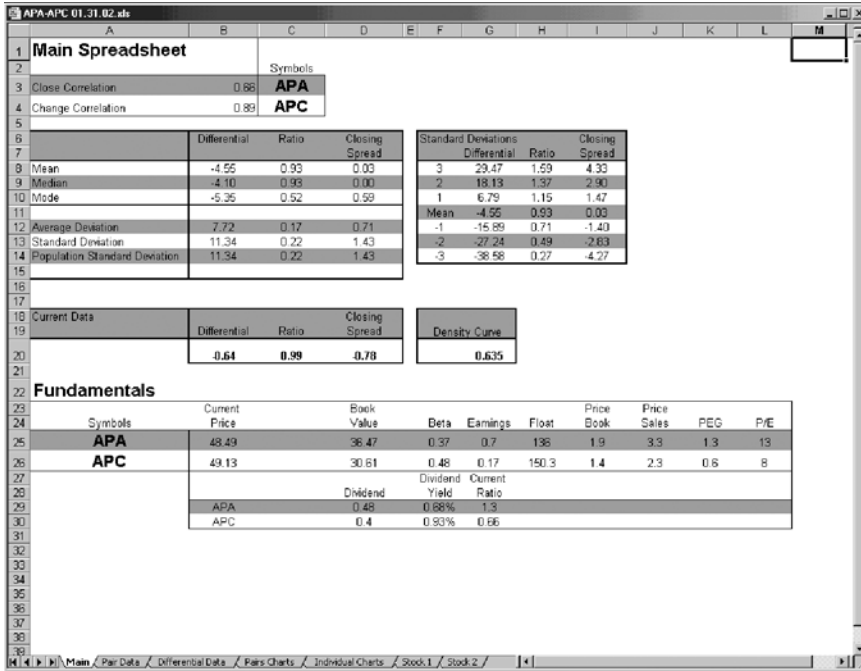 APA-APC 01.31.02.xls
A B C D E F G H I J K L M
1 Main Spreadsheet
2 Symbols
3 Close Correlation 0.68 APA
4 Change Correlation 0.89 APC
5
6 Differential Ratio Closing Standard Deviations Closing
7 Spread Differential Ratio Spread
8 Mean -4.55 0.93 0.03 3 29.47 1.59 4.33
9 Median -4.10 0.93 0.00 2 18.13 1.37 2.90
10 Mode -5.35 0.52 0.59 1 6.79 1.15 1.47
11 Mean -4.55 0.93 0.03
12 Average Deviation 7.72 0.17 0.71 -1 -15.89 0.71 -1.40
13 Standard Deviation 11.34 0.22 1.43 -2 -27.24 0.49 -2.83
14 Population Standard Deviation 11.34 0.22 1.43 -3 -38.58 0.27 -4.27
15
16
17
18 Current Data Closing
19 Differential Ratio Spread Density Curve
20 -0.64 0.99 -0.78 0.635
21
22 Fundamentals
23 Current Book Price Price
24 Symbols Price Value Beta Earnings Float Book Sales PEG P/E
25 APA 48.49 36.47 0.37 0.7 136 1.9 3.3 1.3 13
26 APC 49.13 30.61 0.48 0.17 150.3 1.4 2.3 0.6 8
27 Dividend Current
28 Dividend Yield Ratio
29 APA 0.48 0.68% 1.3
30 APC 0.4 0.93% 0.66
31
32
33
34
35
36
37
38
39
Main Pair Data Differential Data Pairs Charts Individual Charts Stock 1 Stock 2